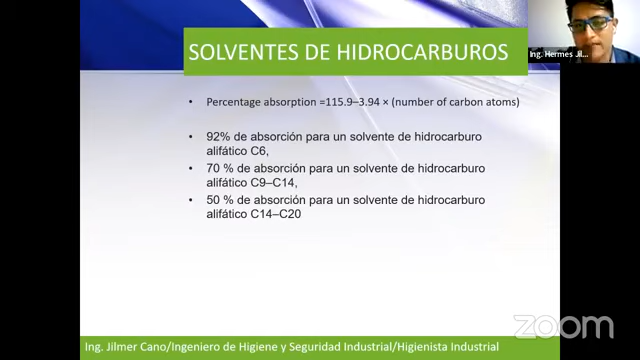 Ing. Hermes Jil...
SOLVENTES DE HIDROCARBUROS
• Percentage absorption =115.9–3.94 × (number of carbon atoms)
• 92% de absorción para un solvente de hidrocarburo
alifático C6,
• 70 % de absorción para un solvente de hidrocarburo
alifático C9–C14,
• 50 % de absorción para un solvente de hidrocarburo
alifático C14–C20
zoom
Ing. Jilmer Cano/Ingeniero de Higiene y Seguridad Industrial/Higienista Industrial